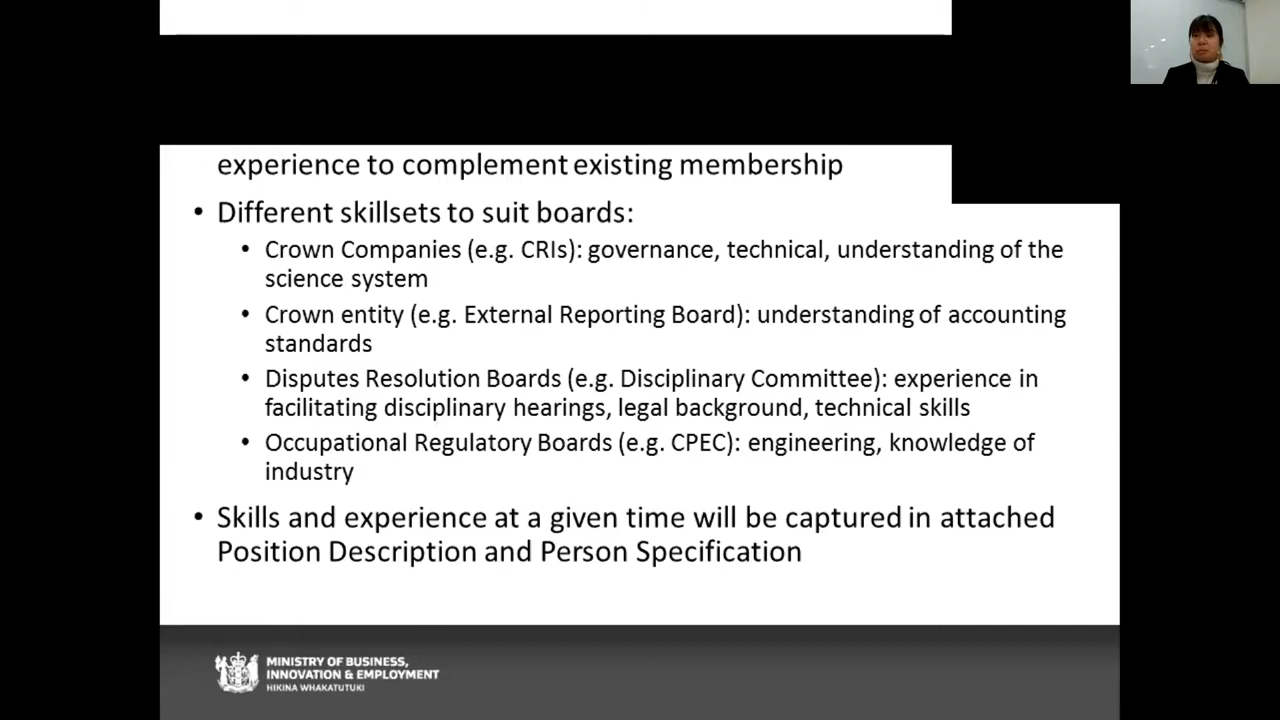 experience to complement existing membership
• Different skillsets to suit boards:
• Crown Companies (e.g. CRIs): governance, technical, understanding of the
science system
• Crown entity (e.g. External Reporting Board): understanding of accounting
standards
• Disputes Resolution Boards (e.g. Disciplinary Committee): experience in
facilitating disciplinary hearings, legal background, technical skills
• Occupational Regulatory Boards (e.g. CPEC): engineering, knowledge of
industry
• Skills and experience at a given time will be captured in attached
Position Description and Person Specification
MINISTRY OF BUSINESS,
INNOVATION & EMPLOYMENT
HIKINA WHAKATUTUKI